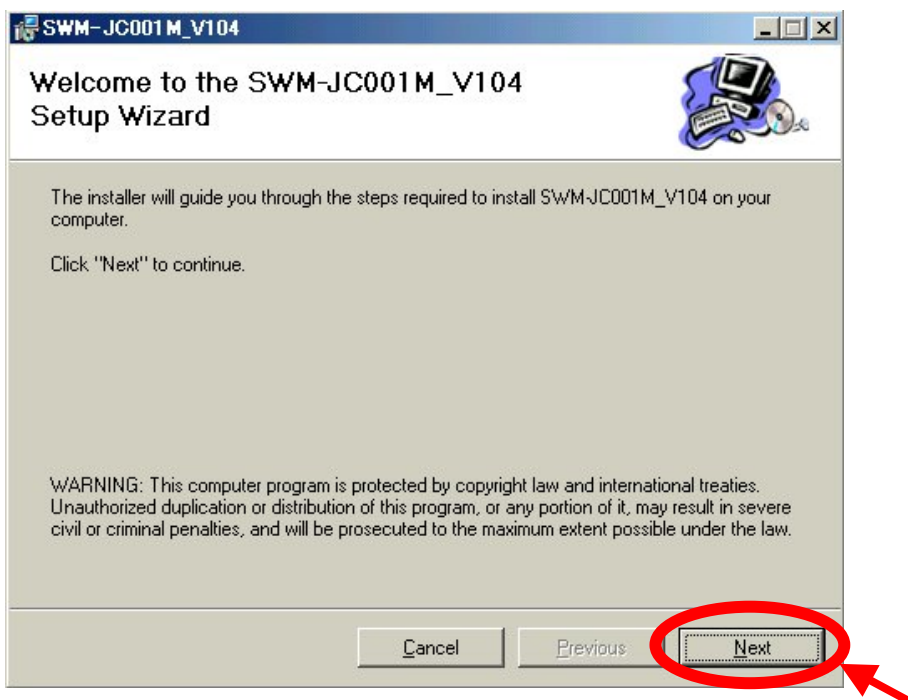 SWM-JC001M_V104
Welcome to the SWM-JC001M_V104
Setup Wizard
The installer will guide you through the steps required to install SWM-JC001M_V104 on your
computer.
Click "Next" to continue.
WARNING: This computer program is protected by copyright law and international treaties.
Unauthorized duplication or distribution of this program, or any portion of it, may result in severe
civil or criminal penalties, and will be prosecuted to the maximum extent possible under the law.
Cancel Previous Next